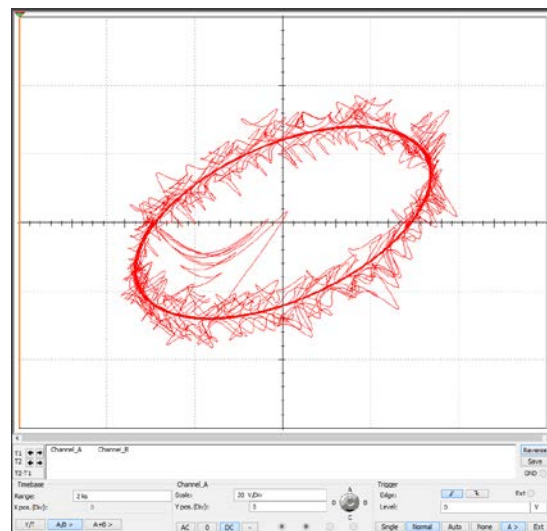 T1
Channel_A Channel_B
Reverse
T2
Save
T2-T1
GND
Timebase
Channel_A
Trigger
Range: 2 ks
Scale: 20 V/Div
Edge:
Ext
X pos. (Div): 0
Y pos. (Div): 0
A
B
C
D
Level: 0 V
Y/T A/B > A+B >
AC 0 DC -
Single Normal Auto None A > Ext